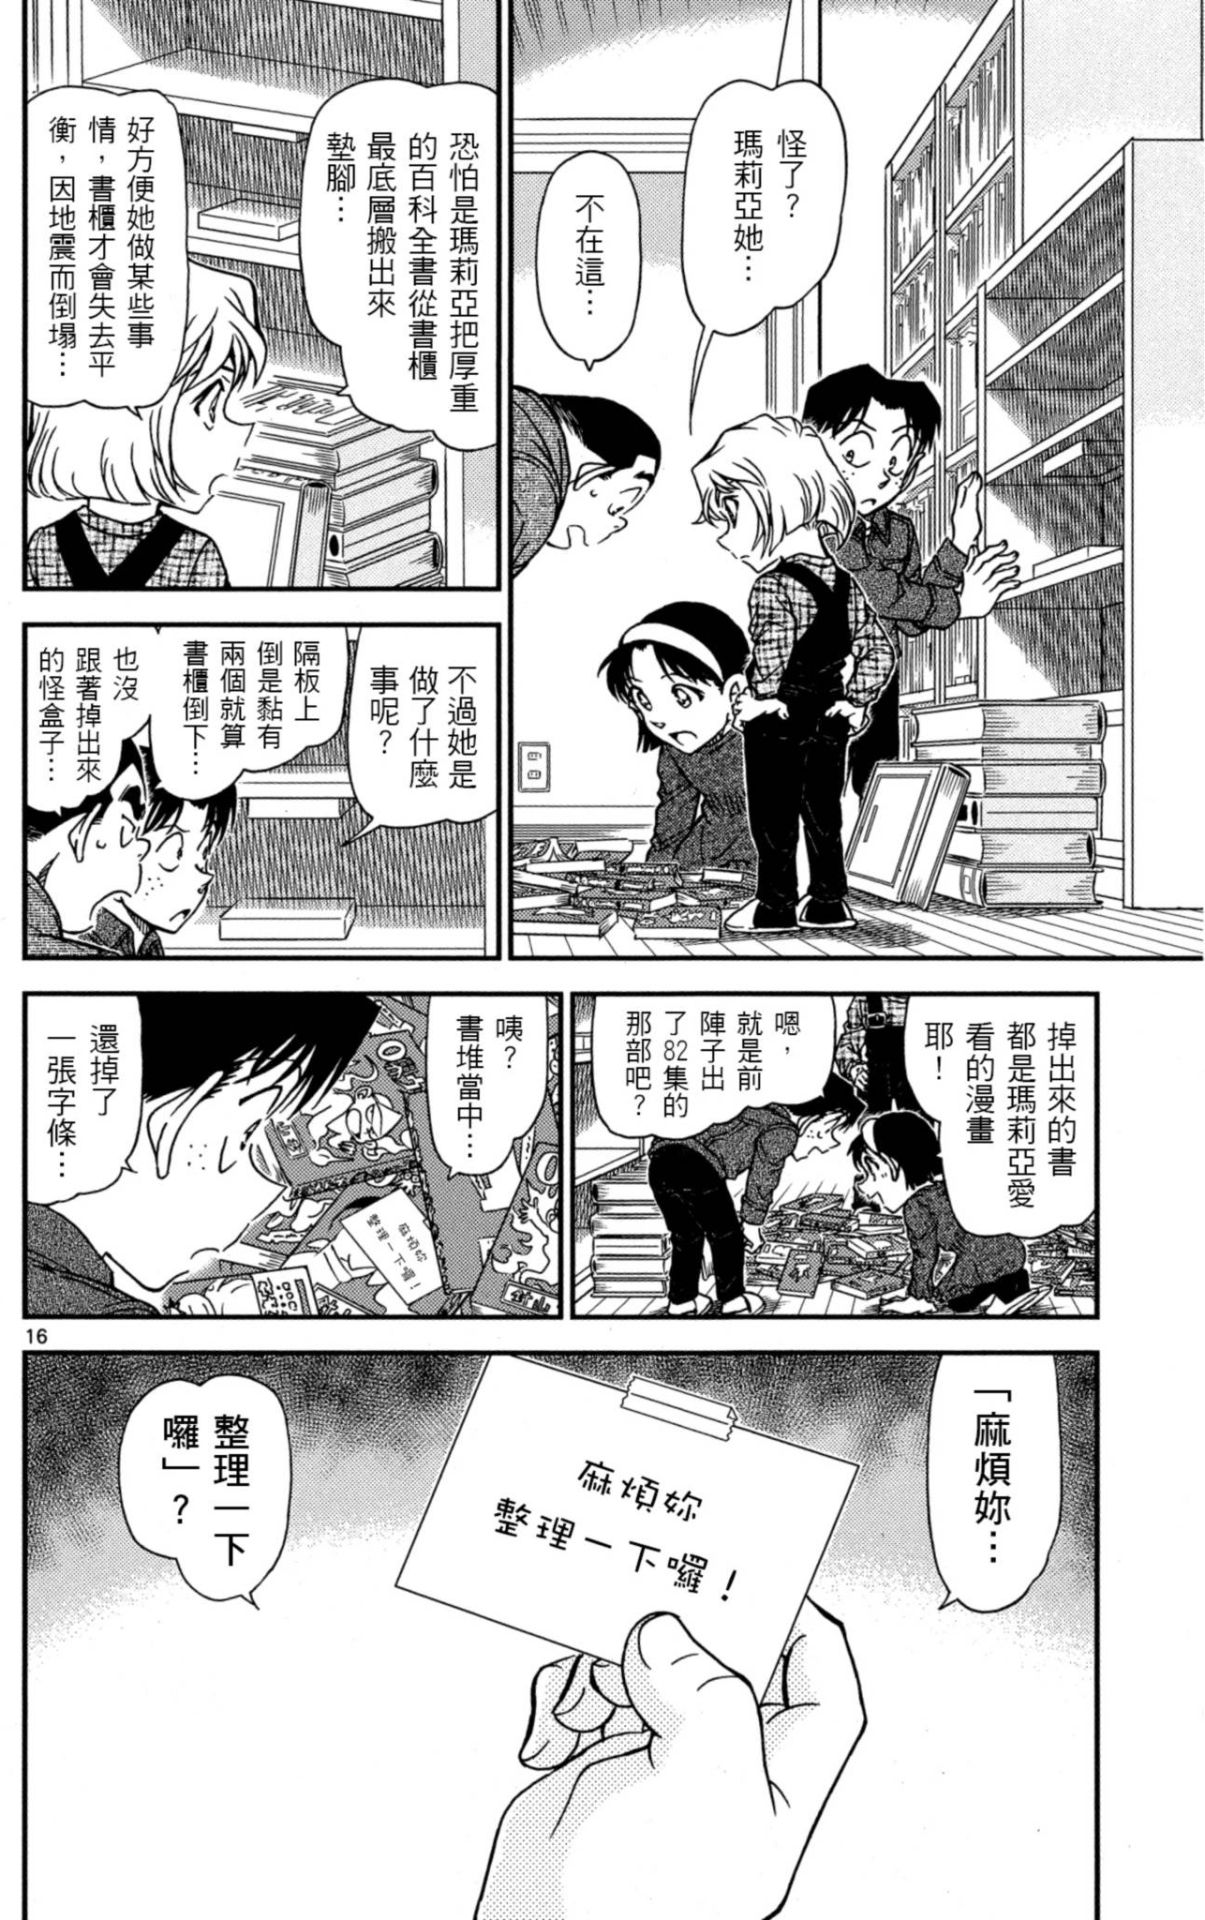 怪了？
瑪莉亞她…
不在這…
恐怕是瑪莉亞把厚重
的百科全書從書櫃
最底層搬出來
墊腳…
好方便她做某些事
情，書櫃才會失去平
衡，因地震而倒塌…
不過她是
做了什麼
事呢？
隔板上
倒是黏有
兩個就算
書櫃倒下…
也沒
跟著掉出來
的怪盒子…
掉出來的書
都是瑪莉亞愛
看的漫畫
耶！
嗯，
就是前
陣子出
了82集的
那部吧？
咦？
書堆當中…
還掉了
一張字條…
麻煩妳
整理一下囉！
16
「麻煩妳…
整理一下
囉」？
麻煩妳
整理一下囉！